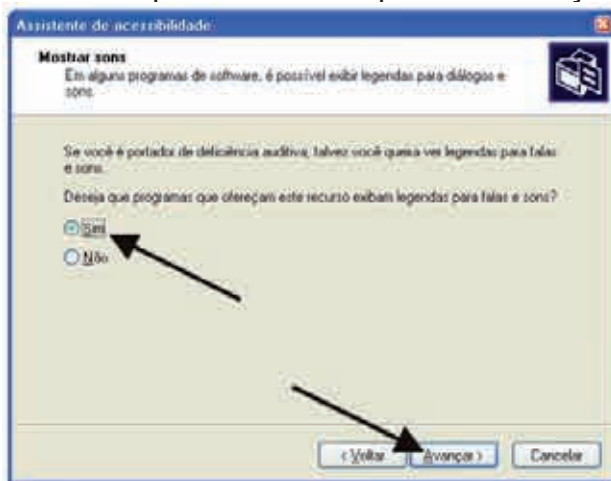 Assistente de acessibilidade
Mostrar sons
Em alguns programas de software, é possível exibir legendas para diálogos e
sons.
Se você é portador de deficiência auditiva, talvez você queira ver legendas para falas
e sons.
Deseja que programas que ofereçam este recurso exibam legendas para falas e sons?
Sim
Não
< Voltar
Avançar >
Cancelar